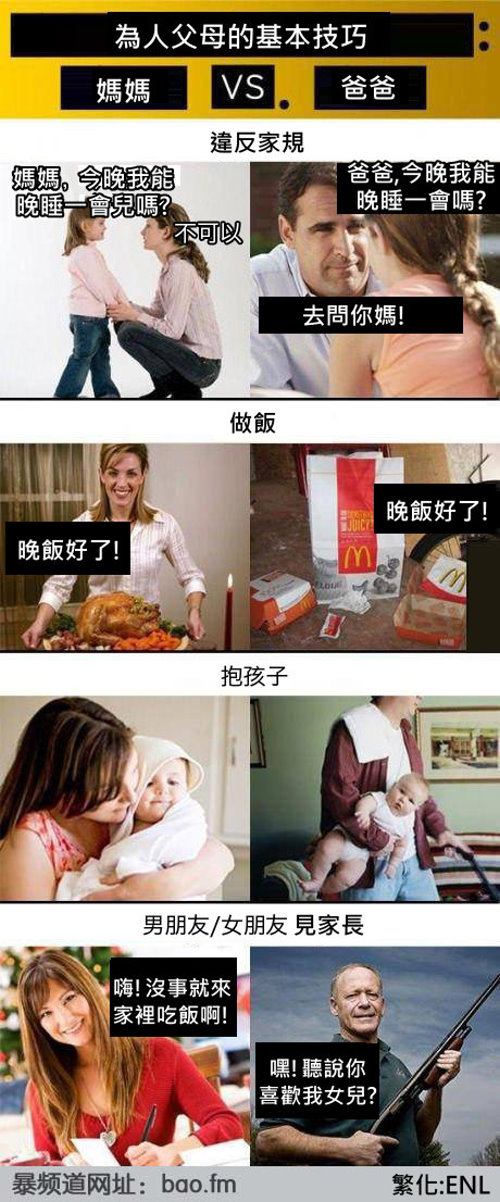 為人父母的基本技巧
媽媽 VS. 爸爸
違反家規
媽媽，今晚我能
晚睡一會兒嗎?
不可以
爸爸,今晚我能
晚睡一會嗎?
去問你媽!
做飯
晚飯好了!
晚飯好了!
抱孩子
男朋友/女朋友 見家長
嗨! 沒事就來
家裡吃飯啊!
嘿! 聽說你
喜歡我女兒?
暴频道网址：bao.fm
繁化:ENL